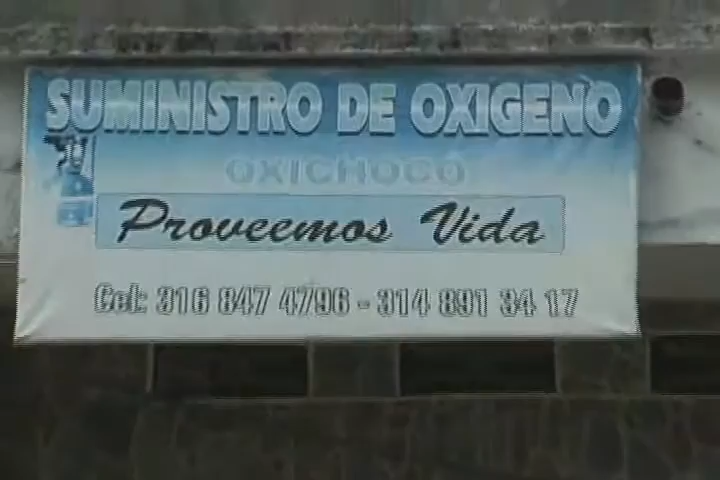 SUMINISTRO DE OXIGENO
OXICHOCO
Proveemos Vida
Cel: 316 847 4796 - 314 891 34 17